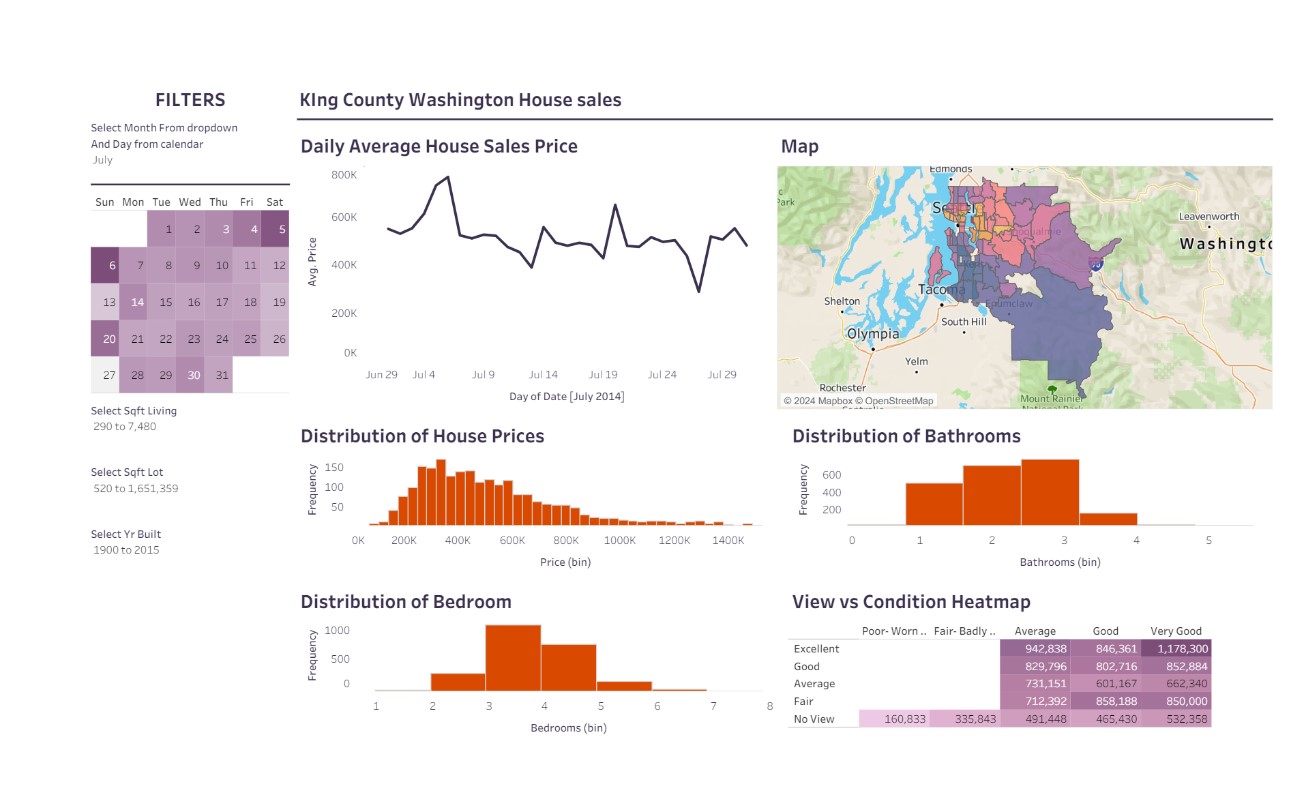 FILTERS
Select Month From dropdown
And Day from calendar
July
Sun Mon Tue Wed Thu Fri Sat
1 2 3 4 5
6 7 8 9 10 11 12
13 14 15 16 17 18 19
20 21 22 23 24 25 26
27 28 29 30 31
Select Sqft Living
290 to 7,480
Select Sqft Lot
520 to 1,651,359
Select Yr Built
1900 to 2015
KIng County Washington House sales
Daily Average House Sales Price
Avg. Price
800K
600K
400K
200K
0K
Jun 29 Jul 4 Jul 9 Jul 14 Jul 19 Jul 24 Jul 29
Day of Date [July 2014]
Map
Edmonds
Park
Leavenworth
Washingto
Tacoma
Enumclaw
Shelton
South Hill
Olympia
Yelm
Rochester
Mount Rainier
© 2024 Mapbox © OpenStreetMap
Distribution of House Prices
Frequency
150
100
50
0K 200K 400K 600K 800K 1000K 1200K 1400K
Price (bin)
Distribution of Bathrooms
Frequency
600
400
200
0 1 2 3 4 5
Bathrooms (bin)
Distribution of Bedroom
Frequency
1000
500
0
1 2 3 4 5 6 7 8
Bedrooms (bin)
View vs Condition Heatmap
Poor- Worn .. Fair- Badly .. Average Good Very Good
Excellent 942,838 846,361 1,178,300
Good 829,796 802,716 852,884
Average 731,151 601,167 662,340
Fair 712,392 858,188 850,000
No View 160,833 335,843 491,448 465,430 532,358